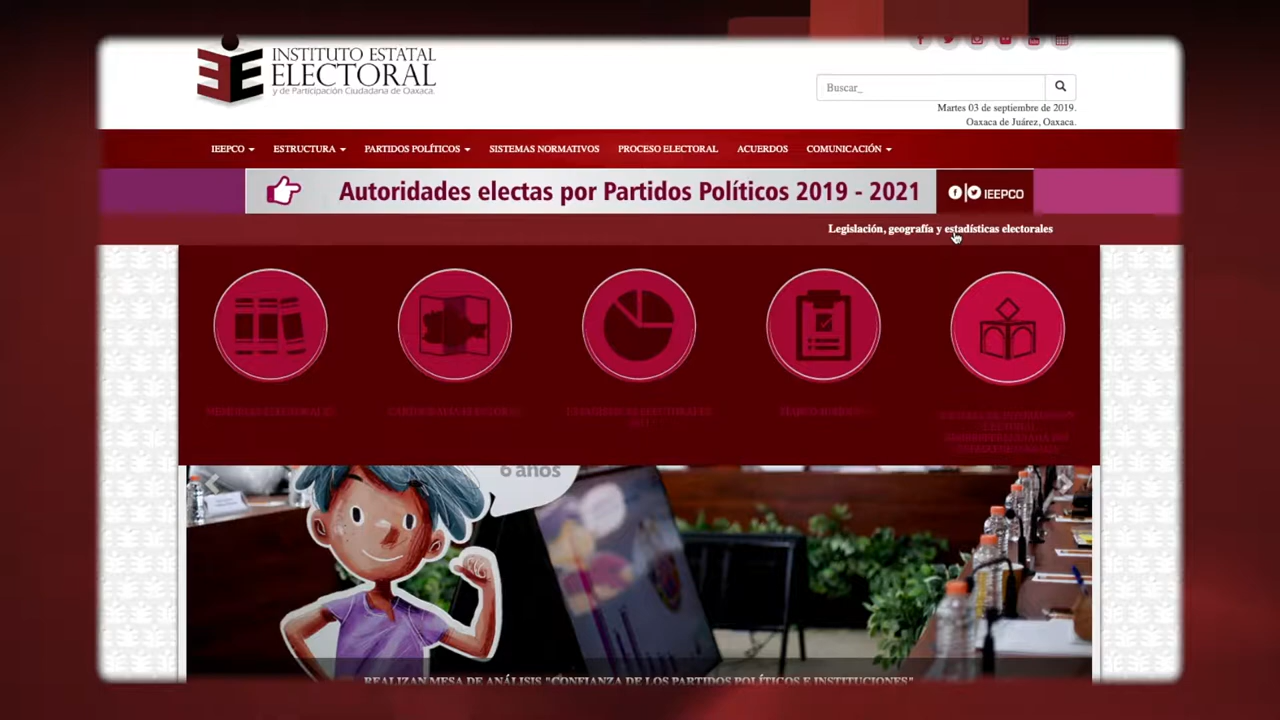 INSTITUTO ESTATAL
ELECTORAL
y de Participación Ciudadana de Oaxaca.
Buscar_
Martes 03 de septiembre de 2019.
Oaxaca de Juárez, Oaxaca.
IEEPCO ESTRUCTURA PARTIDOS POLÍTICOS SISTEMAS NORMATIVOS PROCESO ELECTORAL ACUERDOS COMUNICACIÓN
Autoridades electas por Partidos Políticos 2019 - 2021 IEEPCO
Legislación, geografía y estadísticas electorales
6 años
REALIZAN MESA DE ANÁLISIS "CONFIANZA DE LOS PARTIDOS POLÍTICOS E INSTITUCIONES"